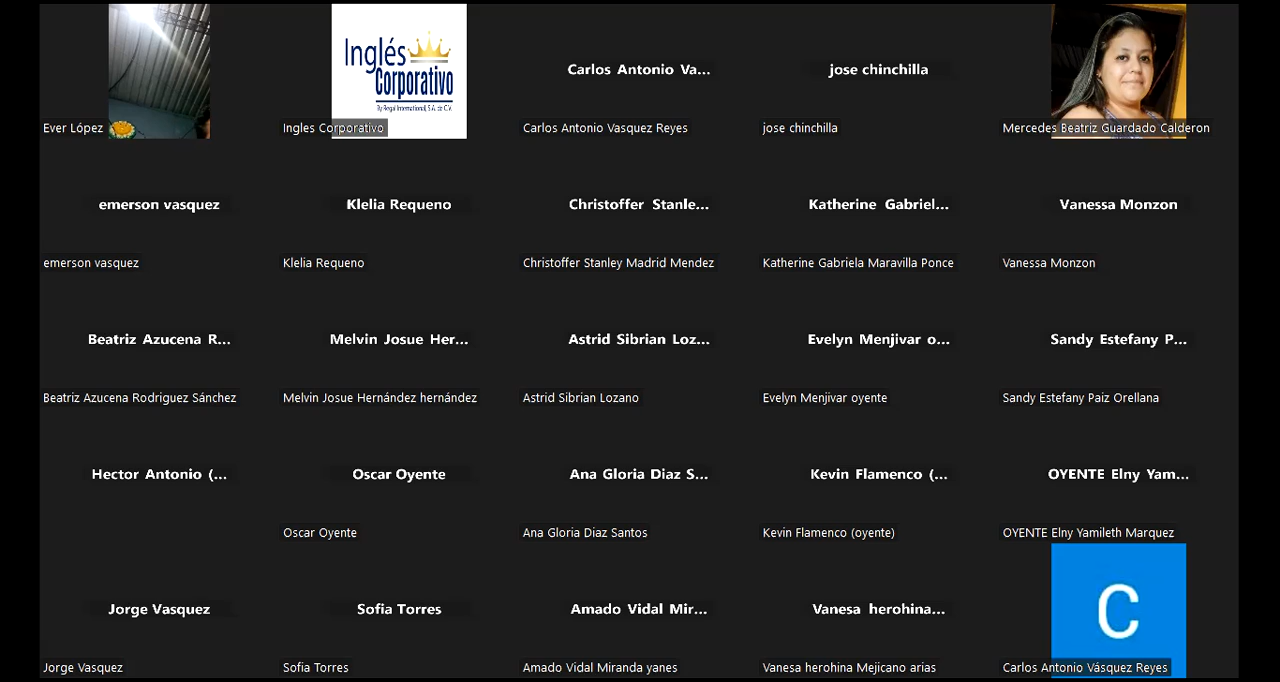 Inglés
Corporativo
By Regal International, S.A. de C.V.
Carlos Antonio Va...
jose chinchilla
Ever López
Ingles Corporativo
Carlos Antonio Vasquez Reyes
jose chinchilla
Mercedes Beatriz Guardado Calderon
emerson vasquez
Klelia Requeno
Christoffer Stanle...
Katherine Gabriel...
Vanessa Monzon
emerson vasquez
Klelia Requeno
Christoffer Stanley Madrid Mendez
Katherine Gabriela Maravilla Ponce
Vanessa Monzon
Beatriz Azucena R...
Melvin Josue Her...
Astrid Sibrian Loz...
Evelyn Menjivar o...
Sandy Estefany P...
Beatriz Azucena Rodriguez Sánchez
Melvin Josue Hernández hernández
Astrid Sibrian Lozano
Evelyn Menjivar oyente
Sandy Estefany Paiz Orellana
Hector Antonio (...
Oscar Oyente
Ana Gloria Diaz S...
Kevin Flamenco (...
OYENTE Elny Yam...
Oscar Oyente
Ana Gloria Diaz Santos
Kevin Flamenco (oyente)
OYENTE Elny Yamileth Marquez
Jorge Vasquez
Sofia Torres
Amado Vidal Mir...
Vanesa herohina...
C
Jorge Vasquez
Sofia Torres
Amado Vidal Miranda yanes
Vanesa herohina Mejicano arias
Carlos Antonio Vásquez Reyes